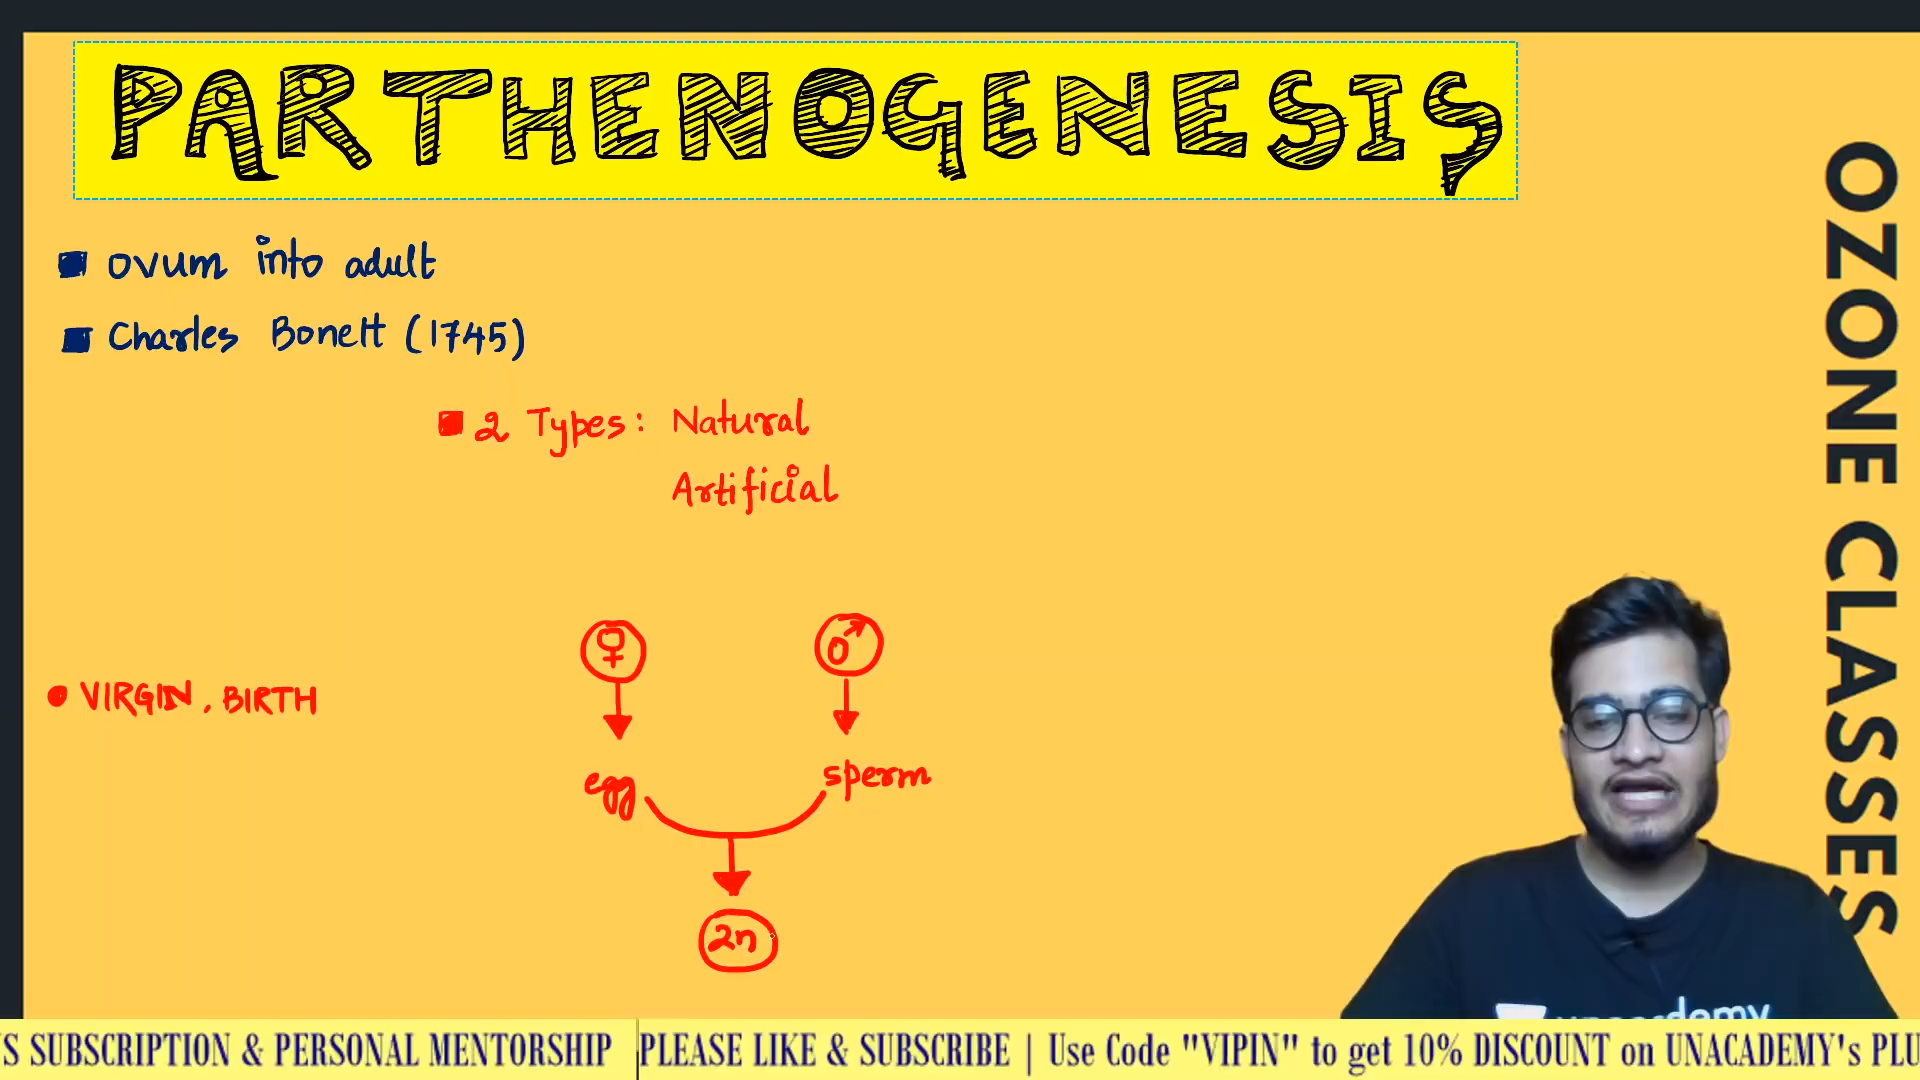 PARTHENOGENESIS
ovum into adult
Charles Bonett (1745)
2 Types: Natural
Artificial
♀ ♂
VIRGIN, BIRTH
egg sperm
2n
OZONE CLASSES
S SUBSCRIPTION & PERSONAL MENTORSHIP PLEASE LIKE & SUBSCRIBE | Use Code "VIPIN" to get 10% DISCOUNT on UNACADEMY's PLU